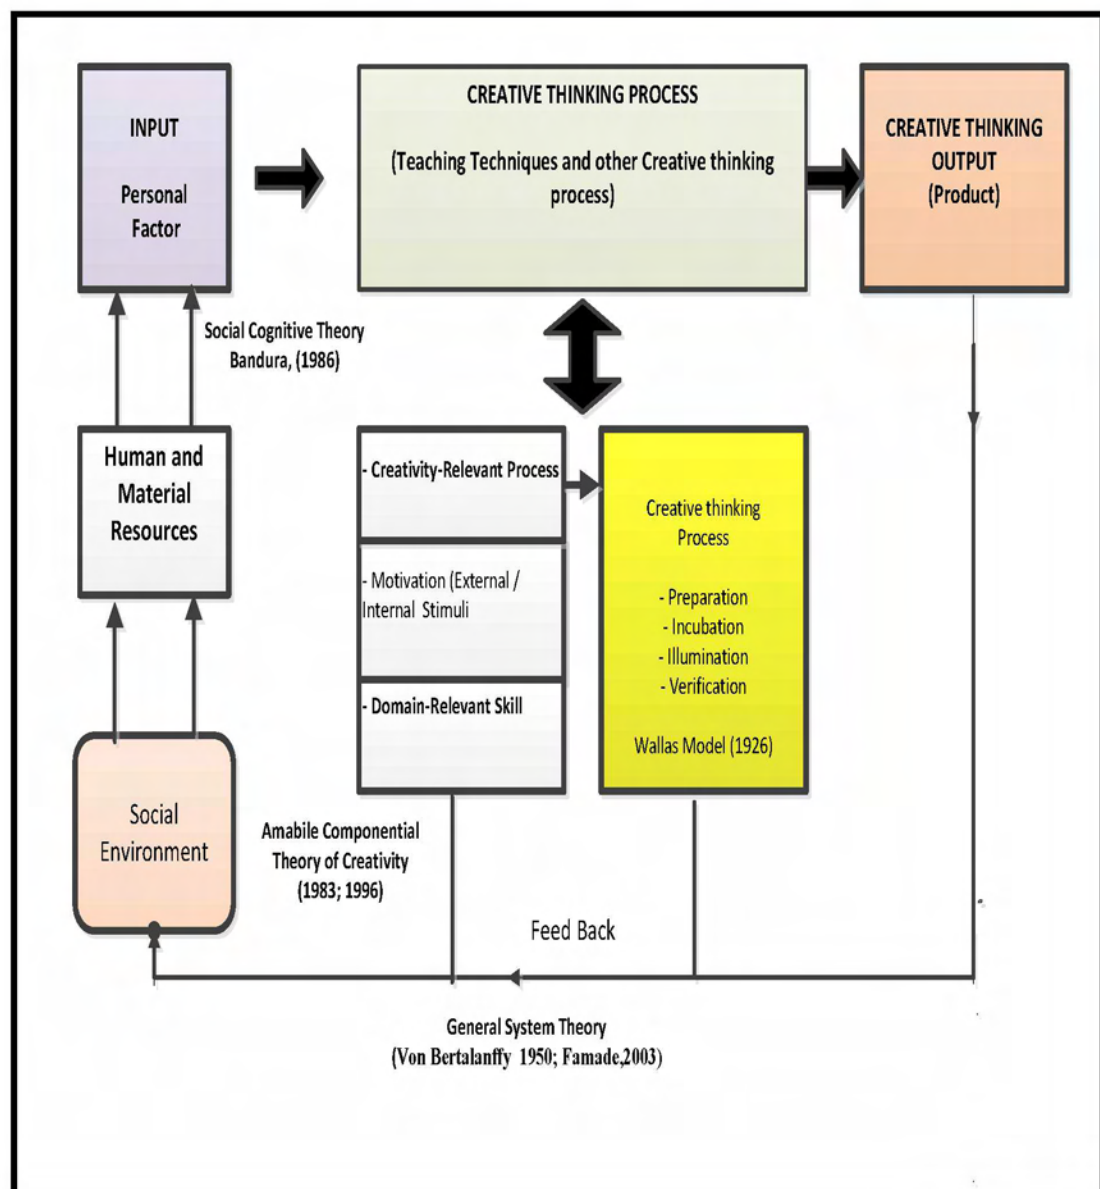 INPUT
Personal
Factor
CREATIVE THINKING PROCESS
(Teaching Techniques and other Creative thinking
process)
CREATIVE THINKING
OUTPUT
(Product)
Social Cognitive Theory
Bandura, (1986)
Human and
Material
Resources
- Creativity-Relevant Process
- Motivation (External /
Internal Stimuli
- Domain-Relevant Skill
Creative thinking
Process
- Preparation
- Incubation
- Illumination
- Verification
Wallas Model (1926)
Social
Environment
Amabile Componential
Theory of Creativity
(1983; 1996)
Feed Back
General System Theory
(Von Bertalanffy 1950; Famade,2003)